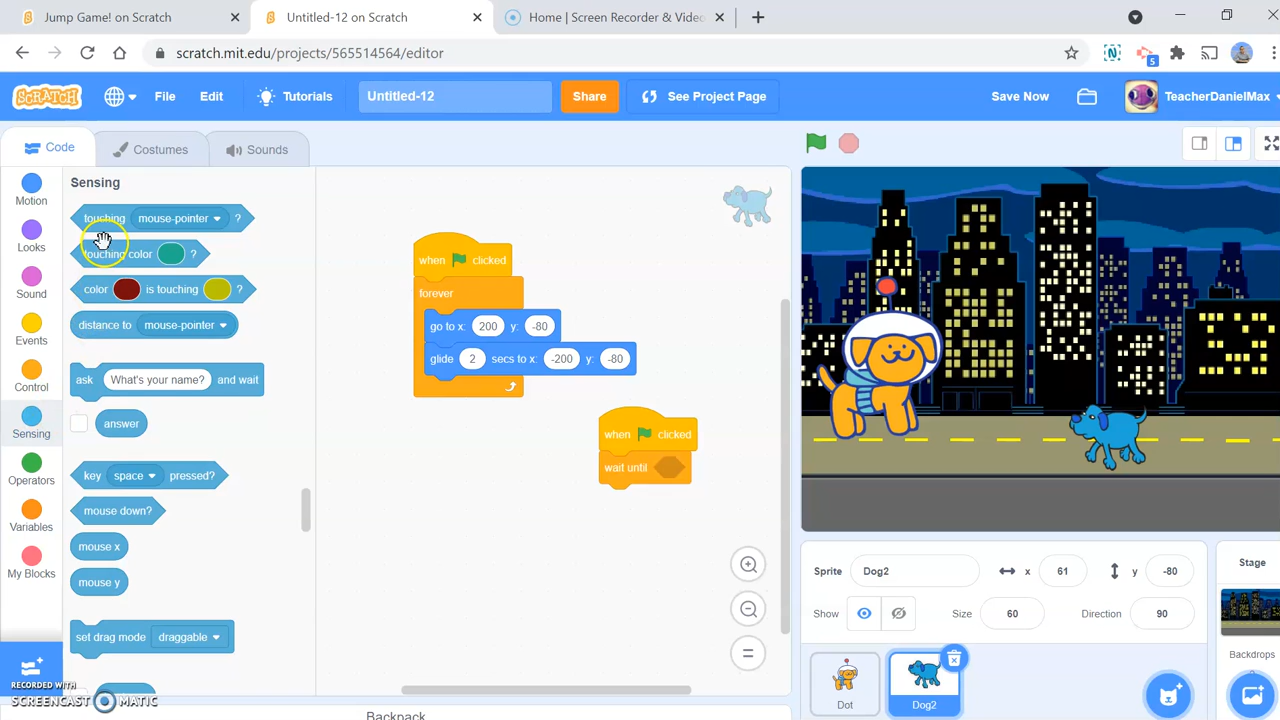 Jump Game! on Scratch
Untitled-12 on Scratch
Home | Screen Recorder & Video
scratch.mit.edu/projects/565514564/editor
N
5
SCRATCH
File
Edit
Tutorials
Untitled-12
Share
See Project Page
Save Now
TeacherDanielMax
Code
Costumes
Sounds
Motion
Looks
Sound
Events
Control
Sensing
Operators
Variables
My Blocks
Sensing
touching mouse-pointer ?
touching color ?
color is touching ?
distance to mouse-pointer
ask What's your name? and wait
answer
key space pressed?
mouse down?
mouse x
mouse y
set drag mode draggable
when clicked
forever
go to x: 200 y: -80
glide 2 secs to x: -200 y: -80
when clicked
wait until
Sprite Dog2 x 61 y -80
Show Size 60 Direction 90
Dot
Dog2
Stage
Backdrops
Backpack
RECORDED WITH
SCREENCAST MATIC